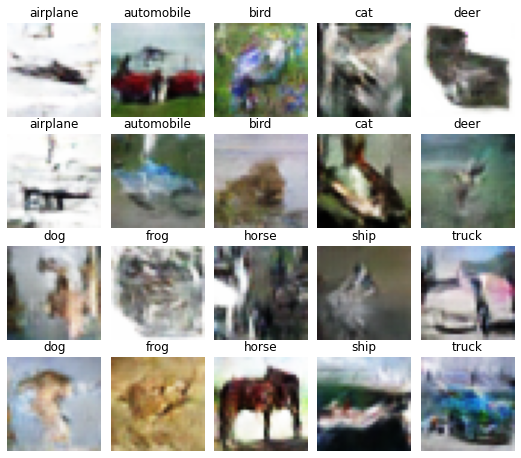 airplane automobile bird cat deer
airplane automobile bird cat deer
dog frog horse ship truck
dog frog horse ship truck